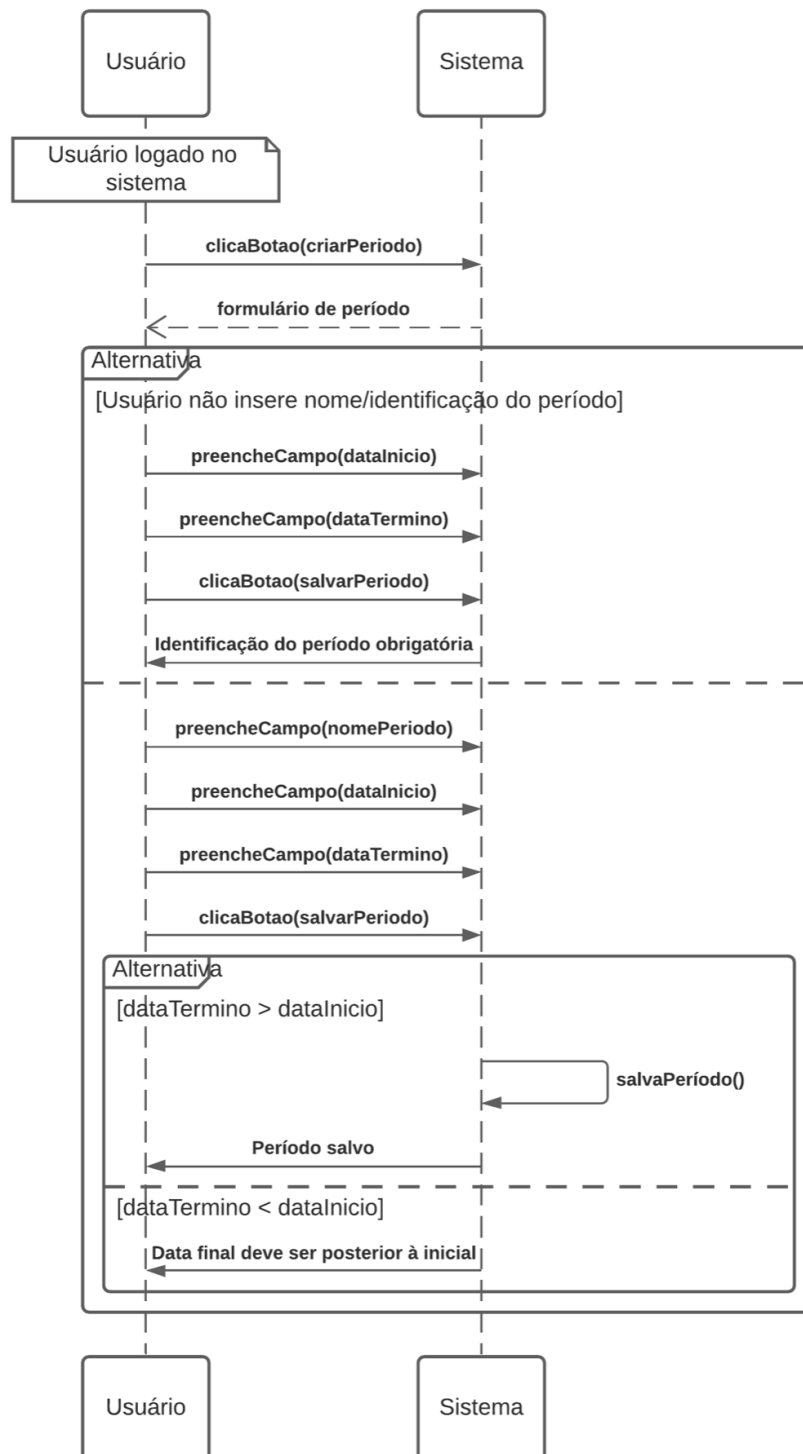 Usuário
Sistema
Usuário logado no
sistema
clicaBotao(criarPeriodo)
formulário de período
Alternativa
[Usuário não insere nome/identificação do período]
preencheCampo(dataInicio)
preencheCampo(dataTermino)
clicaBotao(salvarPeriodo)
Identificação do período obrigatória
preencheCampo(nomePeriodo)
preencheCampo(dataInicio)
preencheCampo(dataTermino)
clicaBotao(salvarPeriodo)
Alternativa
[dataTermino > dataInicio]
salvaPeríodo()
Período salvo
[dataTermino < dataInicio]
Data final deve ser posterior à inicial
Usuário
Sistema